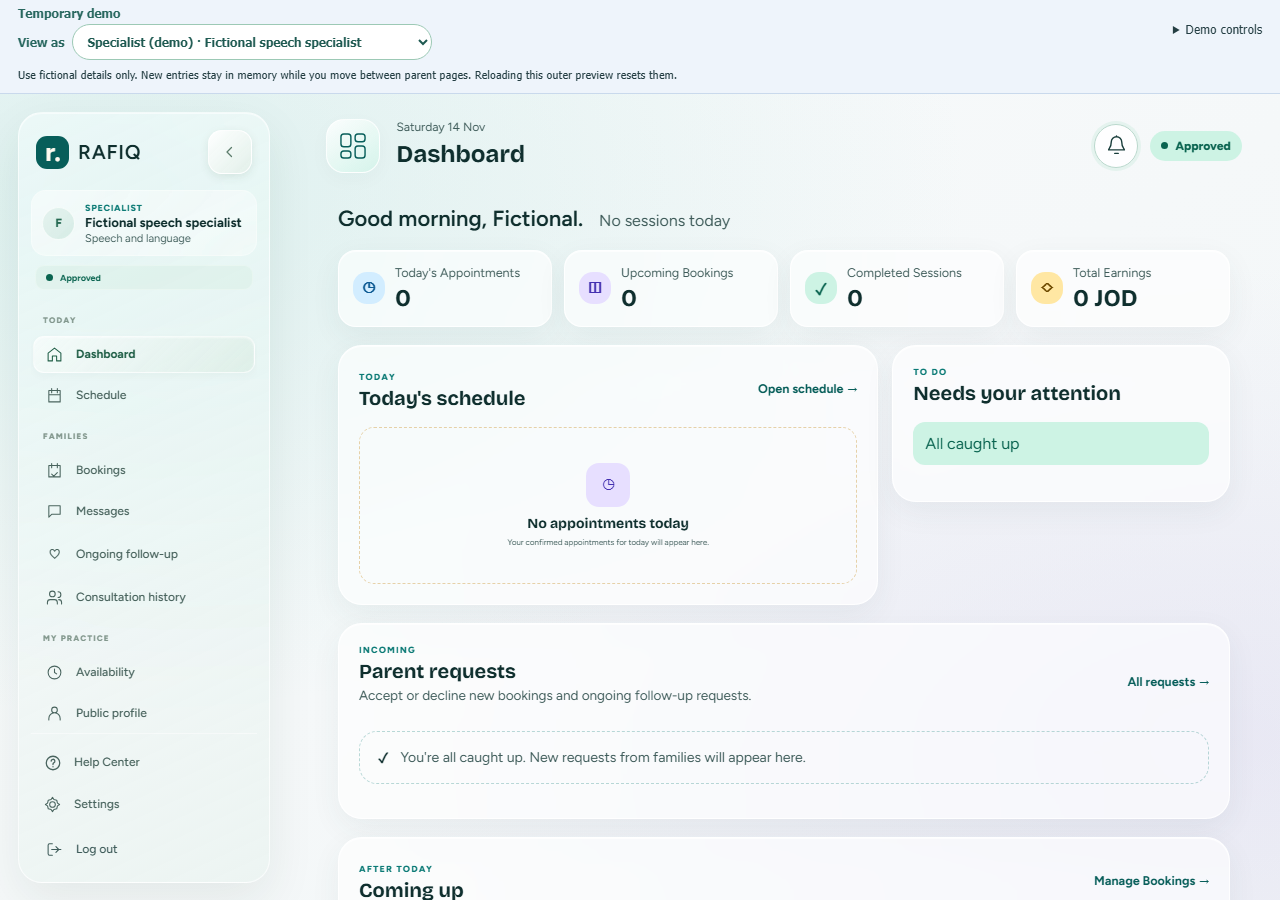 Temporary demo
View as
Specialist (demo) · Fictional speech specialist
▶ Demo controls
Use fictional details only. New entries stay in memory while you move between parent pages. Reloading this outer preview resets them.
r. RAFIQ
F
SPECIALIST
Fictional speech specialist
Speech and language
Approved
TODAY
Dashboard
Schedule
FAMILIES
Bookings
Messages
Ongoing follow-up
Consultation history
MY PRACTICE
Availability
Public profile
Help Center
Settings
Log out
Saturday 14 Nov
Dashboard
Approved
Good morning, Fictional. No sessions today
Today's Appointments
0
Upcoming Bookings
0
Completed Sessions
0
Total Earnings
0 JOD
TODAY
Today's schedule
Open schedule →
No appointments today
Your confirmed appointments for today will appear here.
TO DO
Needs your attention
All caught up
INCOMING
Parent requests
Accept or decline new bookings and ongoing follow-up requests.
All requests →
✓ You're all caught up. New requests from families will appear here.
AFTER TODAY
Coming up
Manage Bookings →